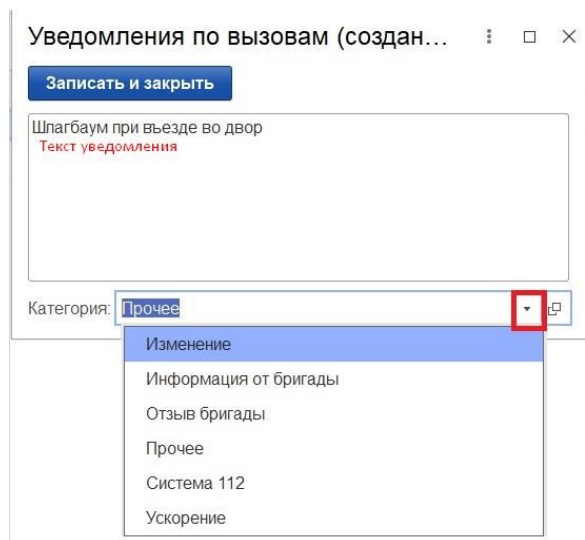 Уведомления по вызовам (создан...
Записать и закрыть
Шлагбаум при въезде во двор
Текст уведомления
Категория: Прочее
Изменение
Информация от бригады
Отзыв бригады
Прочее
Система 112
Ускорение